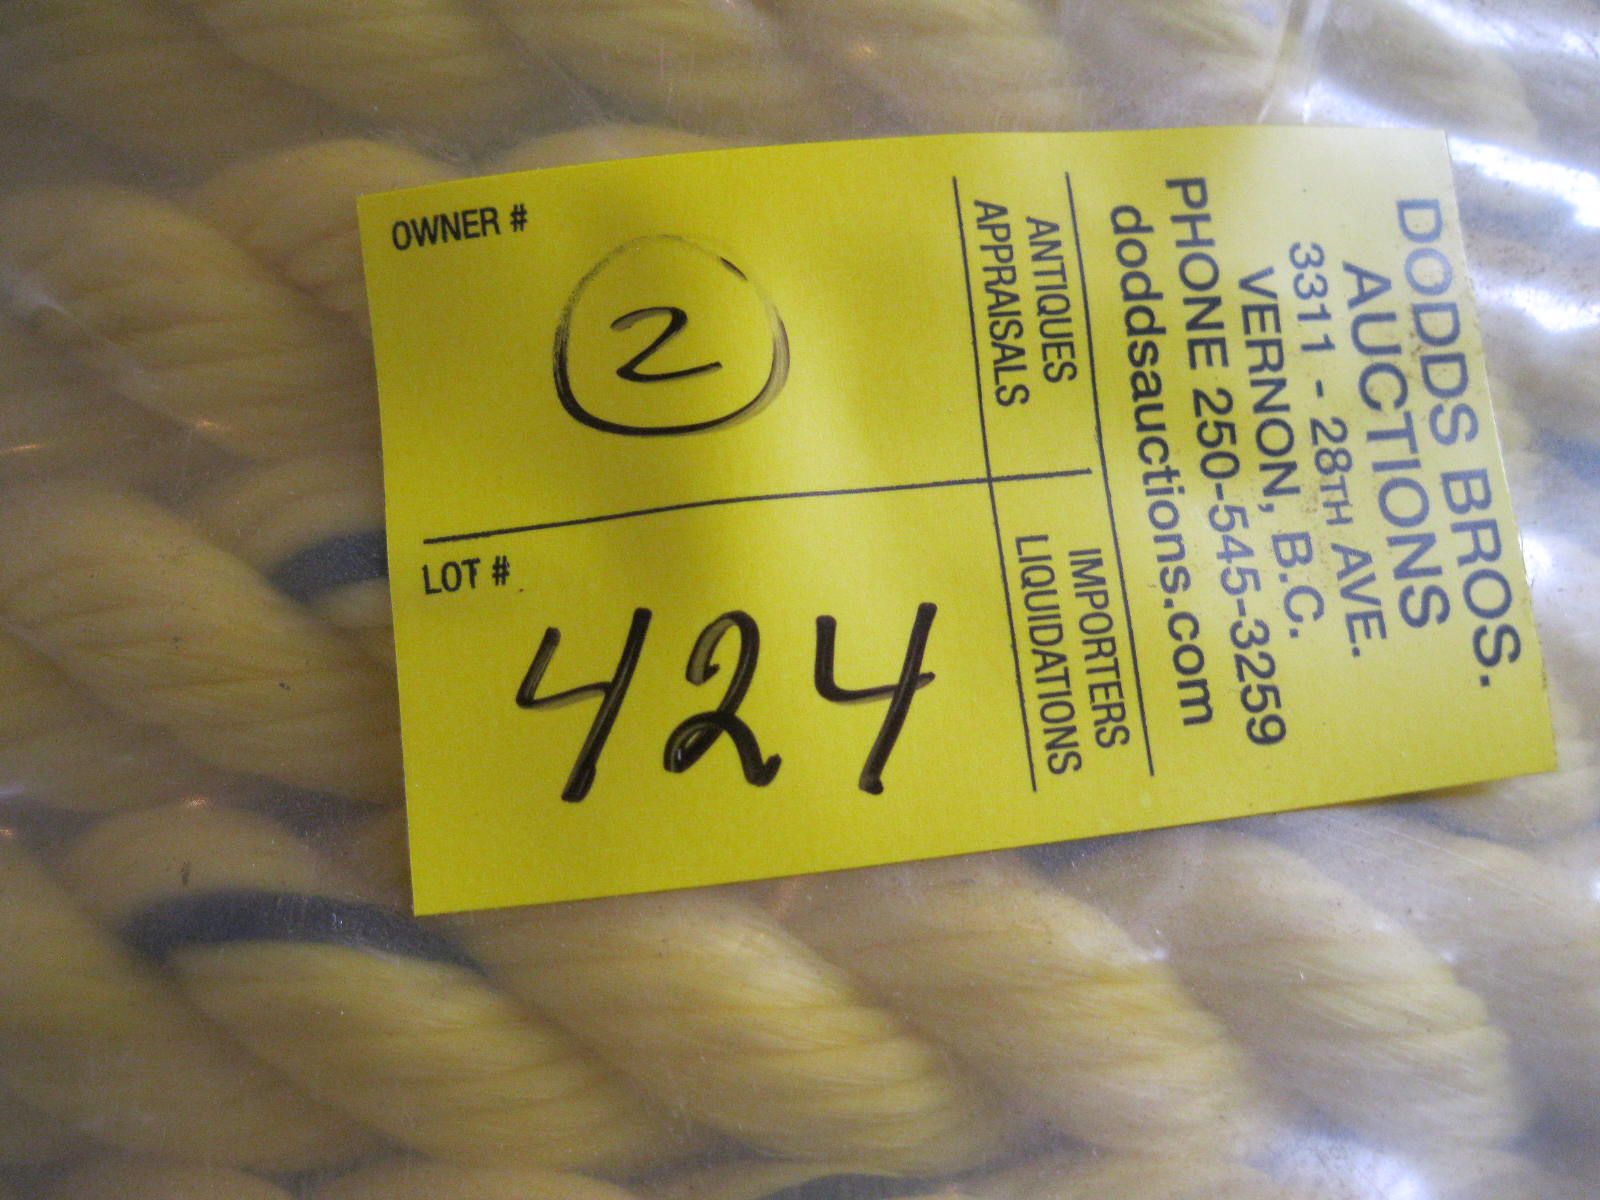 DODDS BROS.
AUCTIONS
3311 - 28TH AVE.
VERNON, B.C.
PHONE 250-545-3259
doddsauctions.com
ANTIQUES
APPRAISALS
IMPORTERS
LIQUIDATIONS
OWNER #
2
LOT #
424